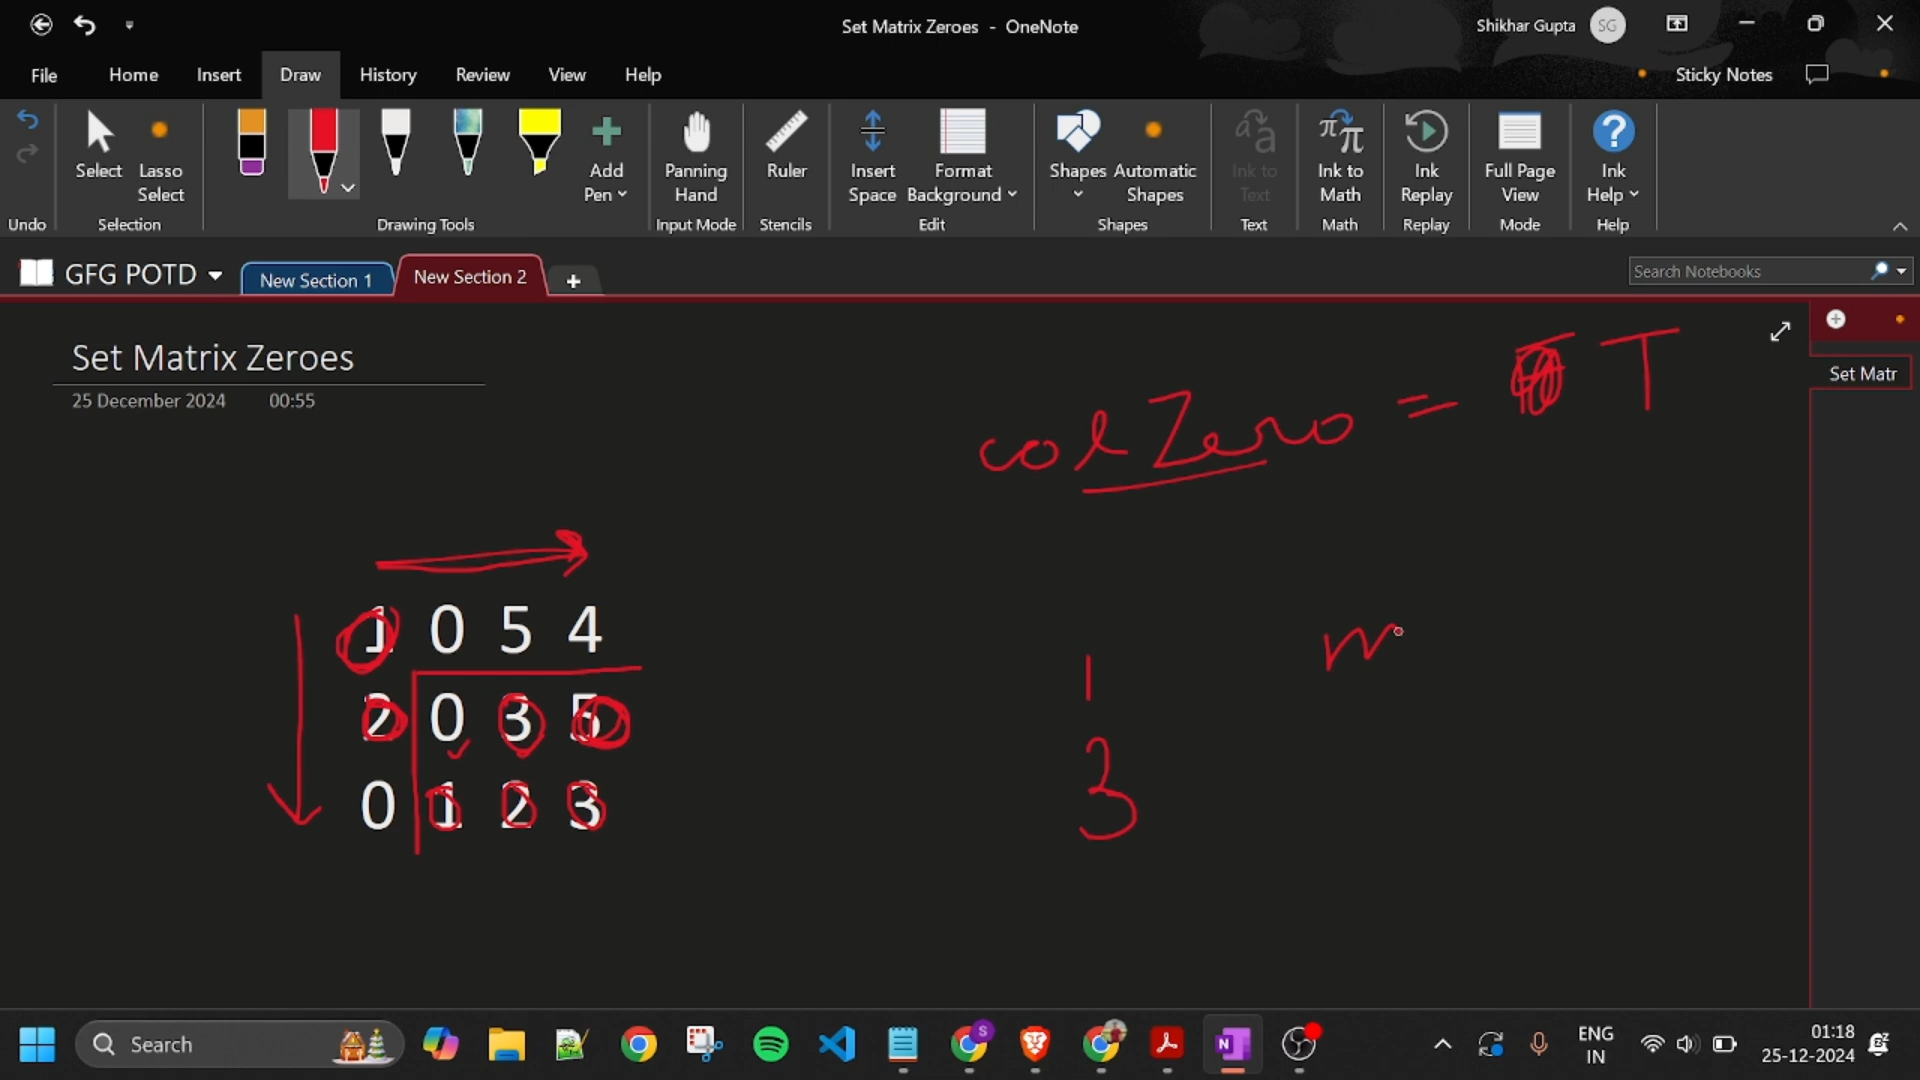 Set Matrix Zeroes - OneNote
Shikhar Gupta SG
File Home Insert Draw History Review View Help
Sticky Notes
Select
Lasso Select
Add Pen
Panning Hand
Ruler
Insert Space
Format Background
Shapes
Automatic Shapes
Ink to Text
Ink to Math
Ink Replay
Full Page View
Ink Help
Undo Selection Drawing Tools Input Mode Stencils Edit Shapes Text Math Replay Mode Help
GFG POTD New Section 1 New Section 2 +
Search Notebooks
Set Matrix Zeroes
25 December 2024 00:55
Set Matr
colZero = T
1 0 5 4
2 0 3 5
0 1 2 3
1
3
Search
ENG
IN
01:18
25-12-2024